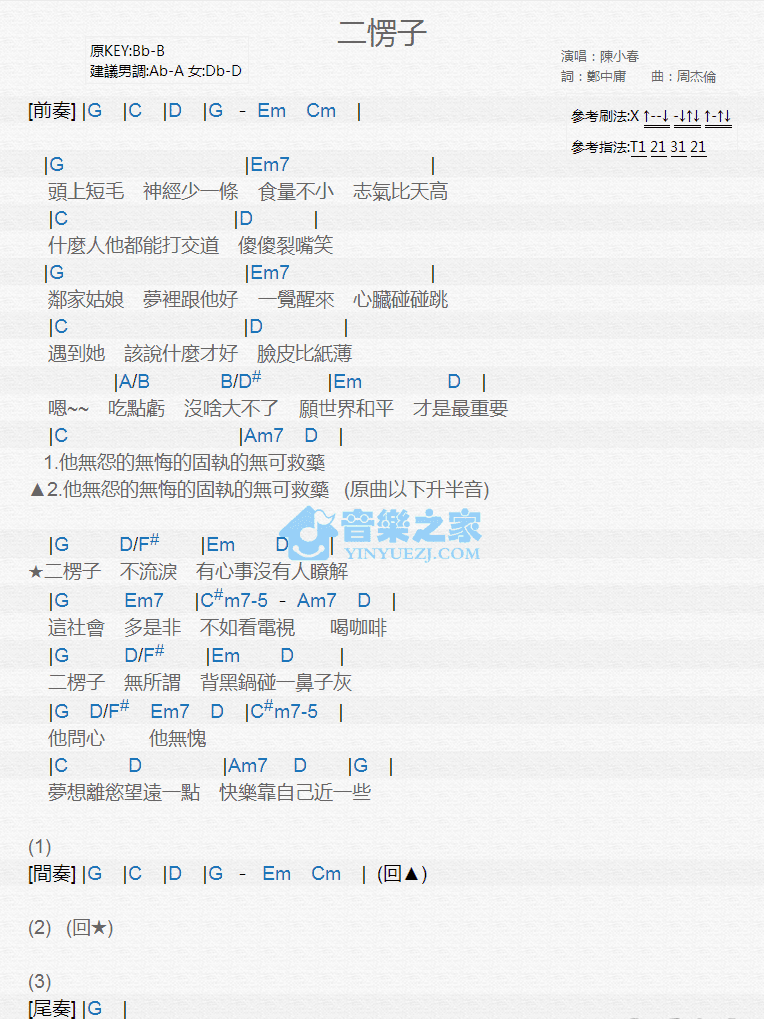 二愣子
原KEY:Bb-B
建議男調:Ab-A 女:Db-D
演唱：陳小春
詞：鄭中庸　　曲：周杰倫
[前奏] |G |C |D |G - Em Cm |
參考刷法:X ↑--↓ -↓↑↓ ↑-↑↓
參考指法:T1 21 31 21
|G |Em7 |
頭上短毛 神經少一條 食量不小 志氣比天高
|C |D |
什麼人他都能打交道 傻傻裂嘴笑
|G |Em7 |
鄰家姑娘 夢裡跟他好 一覺醒來 心臟碰碰跳
|C |D |
遇到她 該說什麼才好 臉皮比紙薄
|A/B B/D# |Em D |
嗯~~ 吃點虧 沒啥大不了 願世界和平 才是最重要
|C |Am7 D |
1.他無怨的無悔的固執的無可救藥
▲2.他無怨的無悔的固執的無可救藥 (原曲以下升半音)
音樂之家
YINYUEZJ.COM
|G D/F# |Em D |
★二楞子 不流淚 有心事沒有人瞭解
|G Em7 |C#m7-5 - Am7 D |
這社會 多是非 不如看電視 喝咖啡
|G D/F# |Em D |
二楞子 無所謂 背黑鍋碰一鼻子灰
|G D/F# Em7 D |C#m7-5 |
他問心 他無愧
|C D |Am7 D |G |
夢想離慾望遠一點 快樂靠自己近一些
(1)
[間奏] |G |C |D |G - Em Cm | (回▲)
(2) (回★)
(3)
[尾奏] |G |